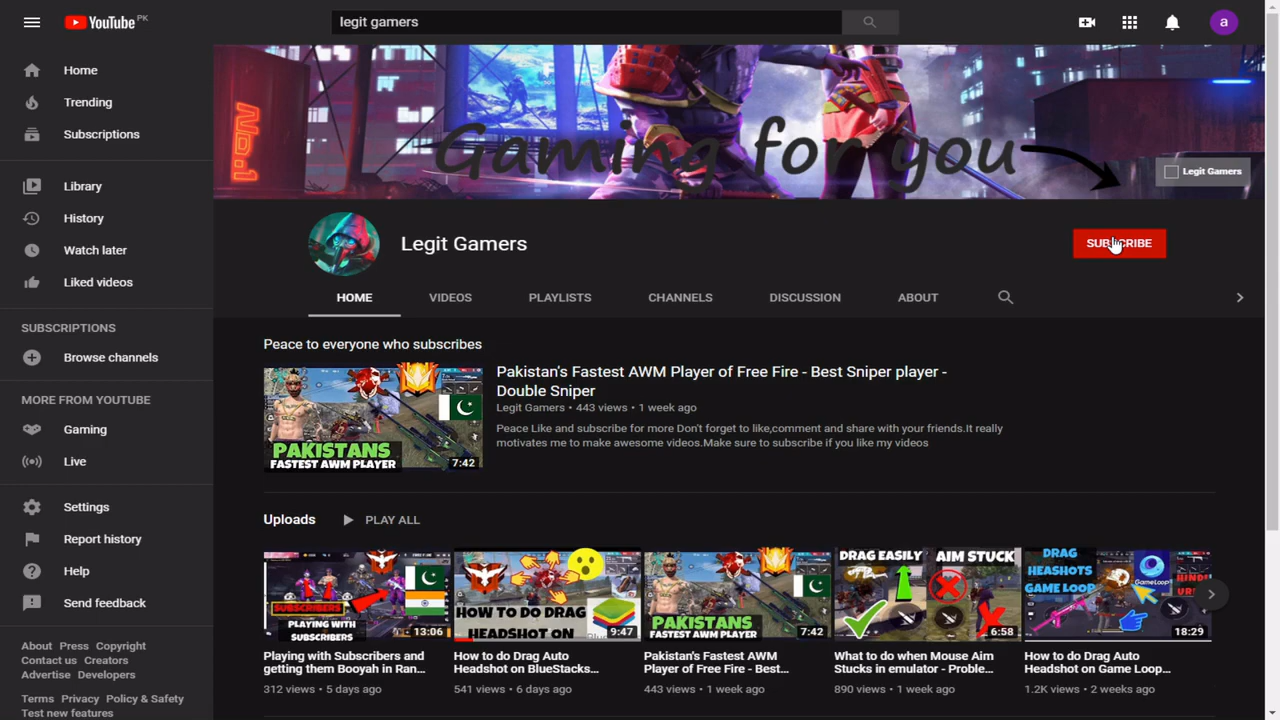 YouTube PK
legit gamers
a
Home
Trending
Subscriptions
Library
History
Watch later
Liked videos
SUBSCRIPTIONS
Browse channels
MORE FROM YOUTUBE
Gaming
Live
Settings
Report history
Help
Send feedback
About Press Copyright
Contact us Creators
Advertise Developers
Terms Privacy Policy & Safety
Test new features
No.1
Gaming for you
Legit Gamers
Legit Gamers
SUBSCRIBE
HOME VIDEOS PLAYLISTS CHANNELS DISCUSSION ABOUT
Peace to everyone who subscribes
PAKISTANS
FASTEST AWM PLAYER
7:42
Pakistan's Fastest AWM Player of Free Fire - Best Sniper player -
Double Sniper
Legit Gamers • 443 views • 1 week ago
Peace Like and subscribe for more Don't forget to like,comment and share with your friends.It really
motivates me to make awesome videos.Make sure to subscribe if you like my videos
Uploads PLAY ALL
SUBSCRIBERS
PLAYING WITH
SUBSCRIBERS
13:06
Playing with Subscribers and
getting them Booyah in Ran...
312 views • 5 days ago
HOW TO DO DRAG
HEADSHOT ON
9:47
How to do Drag Auto
Headshot on BlueStacks...
541 views • 6 days ago
PAKISTANS
FASTEST AWM PLAYER
7:42
Pakistan's Fastest AWM
Player of Free Fire - Best...
443 views • 1 week ago
DRAG EASILY
AIM STUCK
6:58
What to do when Mouse Aim
Stucks in emulator - Proble...
890 views • 1 week ago
DRAG
HEASHOTS
GAME LOOP
GameLoop
18:29
How to do Drag Auto
Headshot on Game Loop...
1.2K views • 2 weeks ago